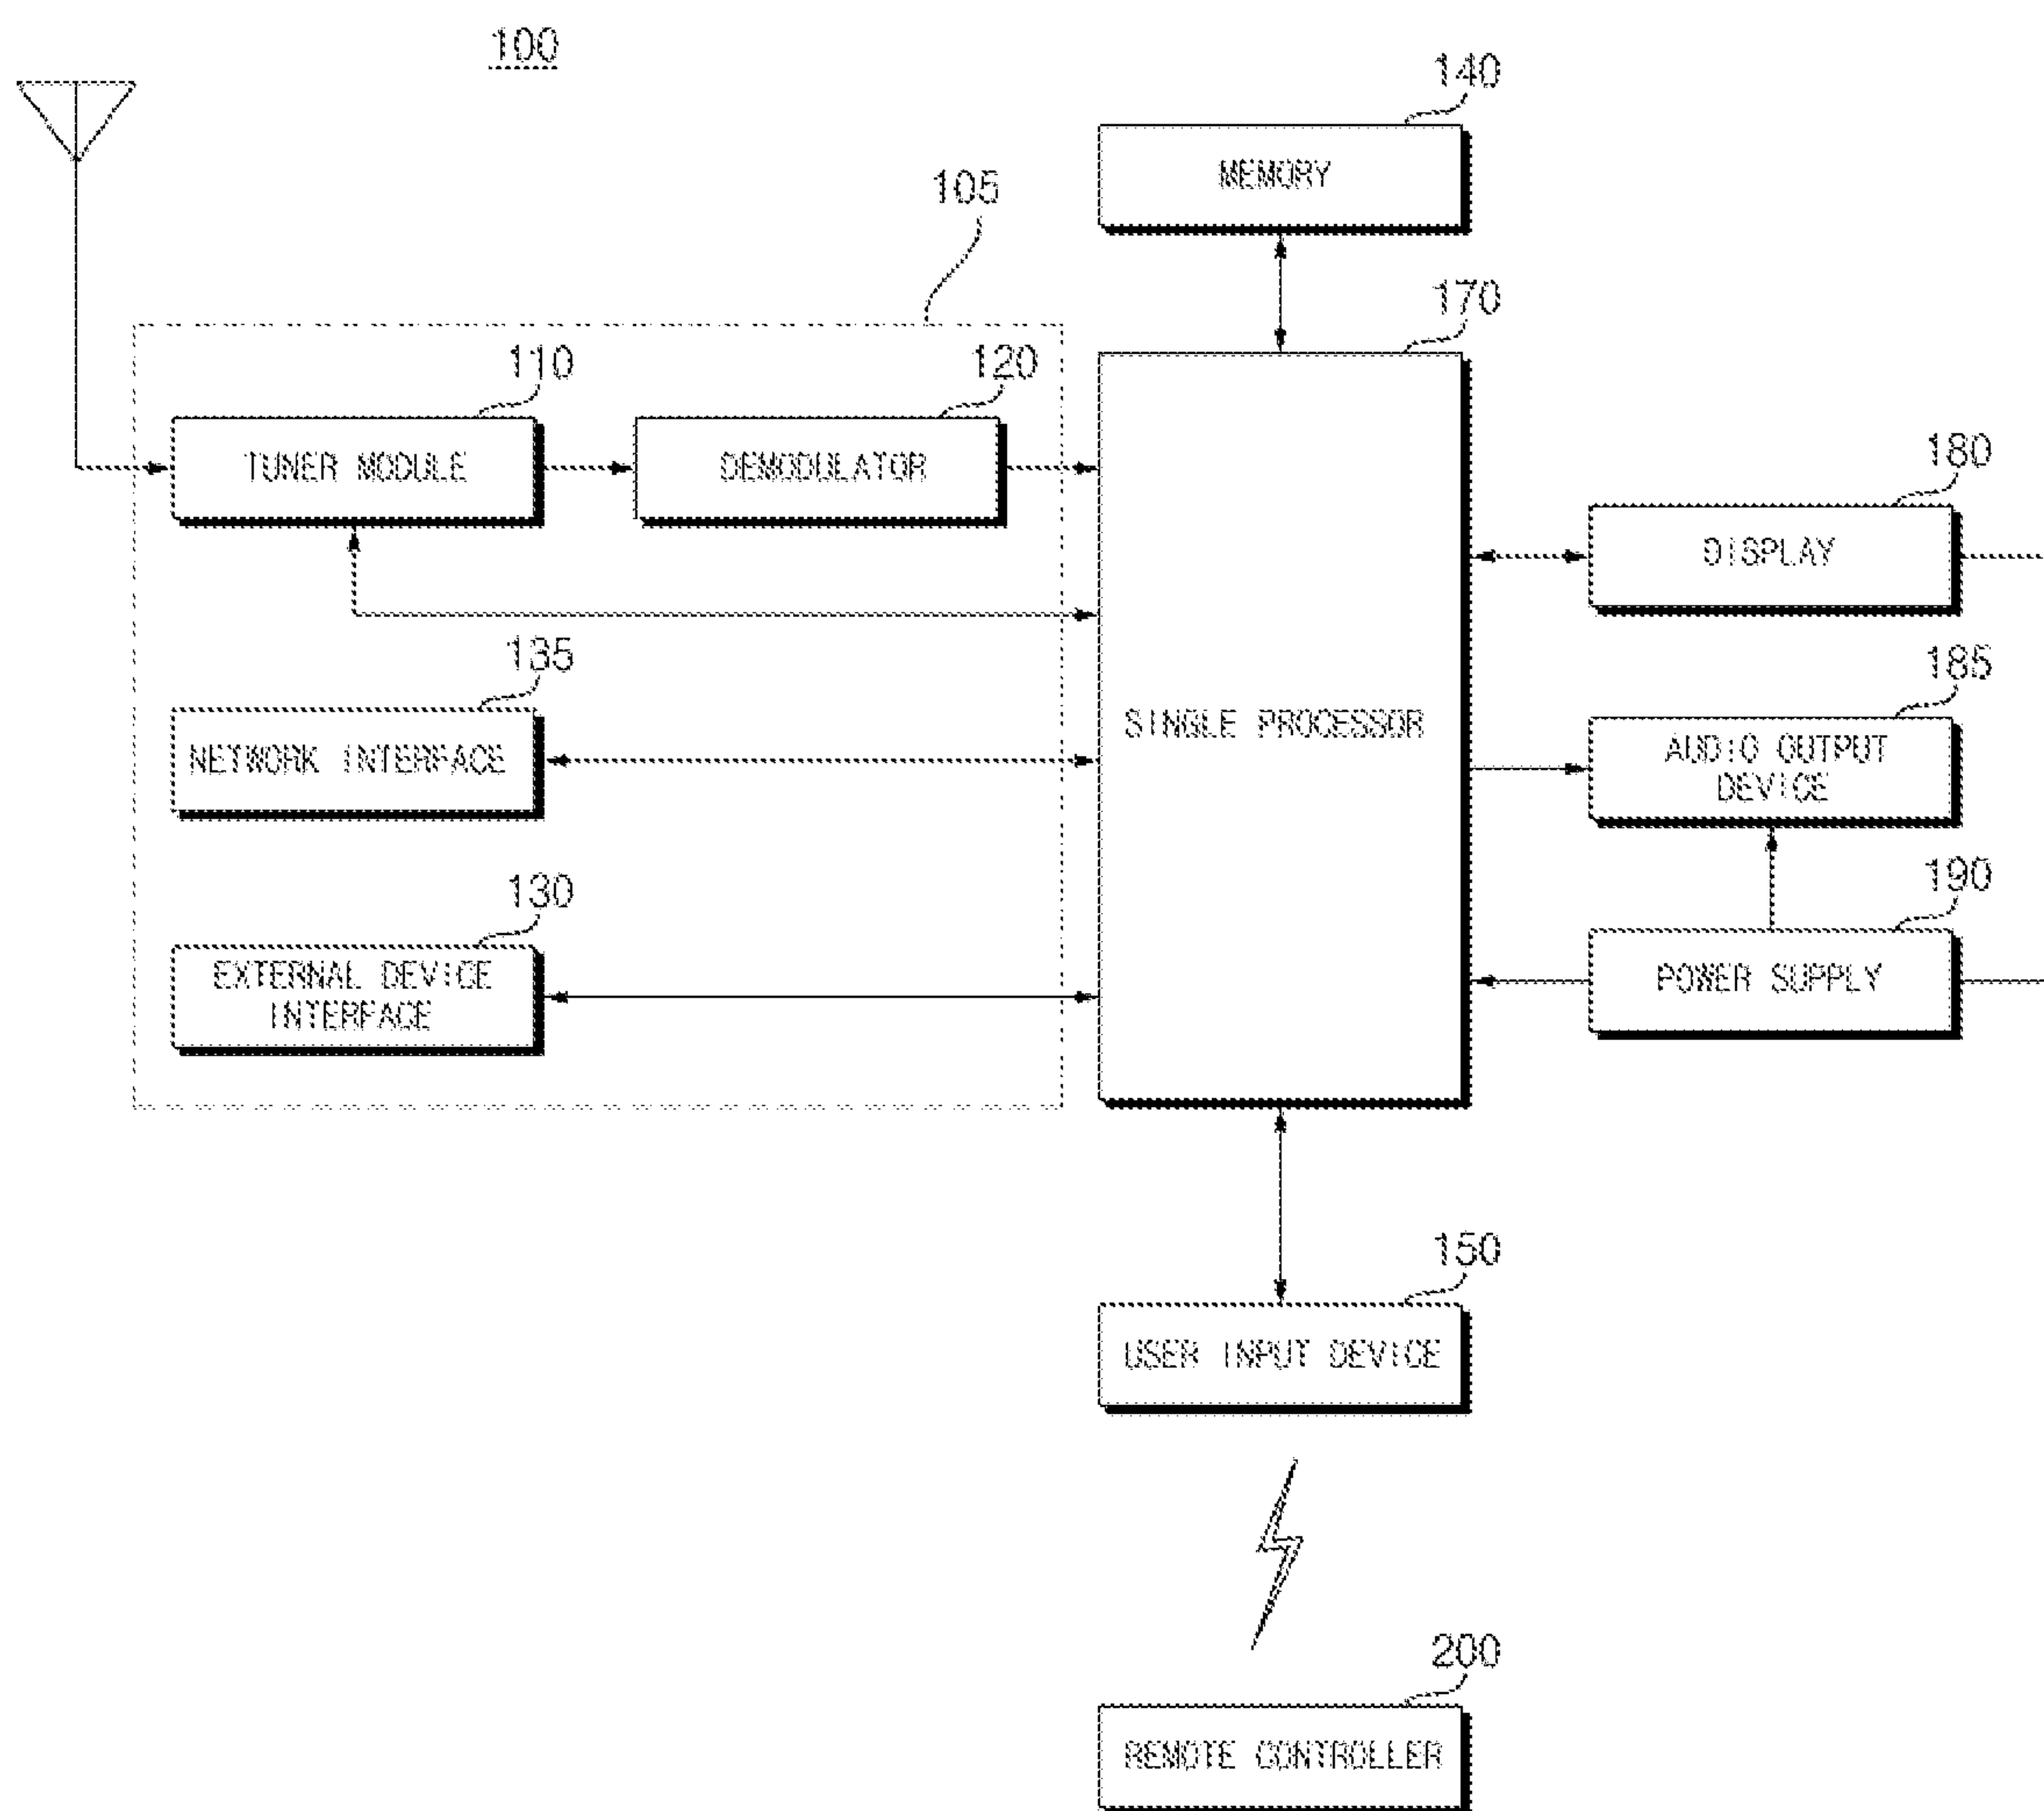 100
140
MEMORY
105
170
110
120
TUNER MODULE
DEMODULATOR
180
DISPLAY
135
185
NETWORK INTERFACE
SINGLE PROCESSOR
AUDIO OUTPUT
DEVICE
130
190
EXTERNAL DEVICE
INTERFACE
POWER SUPPLY
150
USER INPUT DEVICE
200
REMOTE CONTROLLER